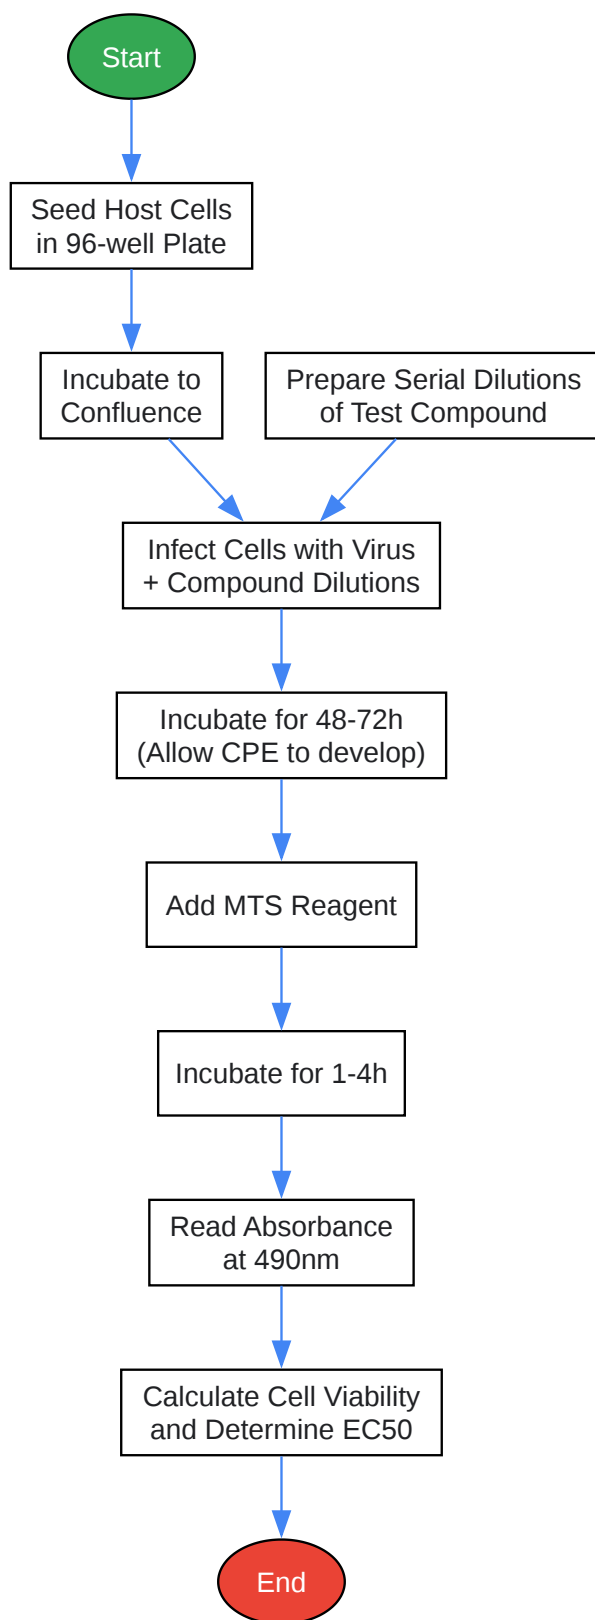 Start
Seed Host Cells
in 96-well Plate
Incubate to
Confluence
Prepare Serial Dilutions
of Test Compound
Infect Cells with Virus
+ Compound Dilutions
Incubate for 48-72h
(Allow CPE to develop)
Add MTS Reagent
Incubate for 1-4h
Read Absorbance
at 490nm
Calculate Cell Viability
and Determine EC50
End